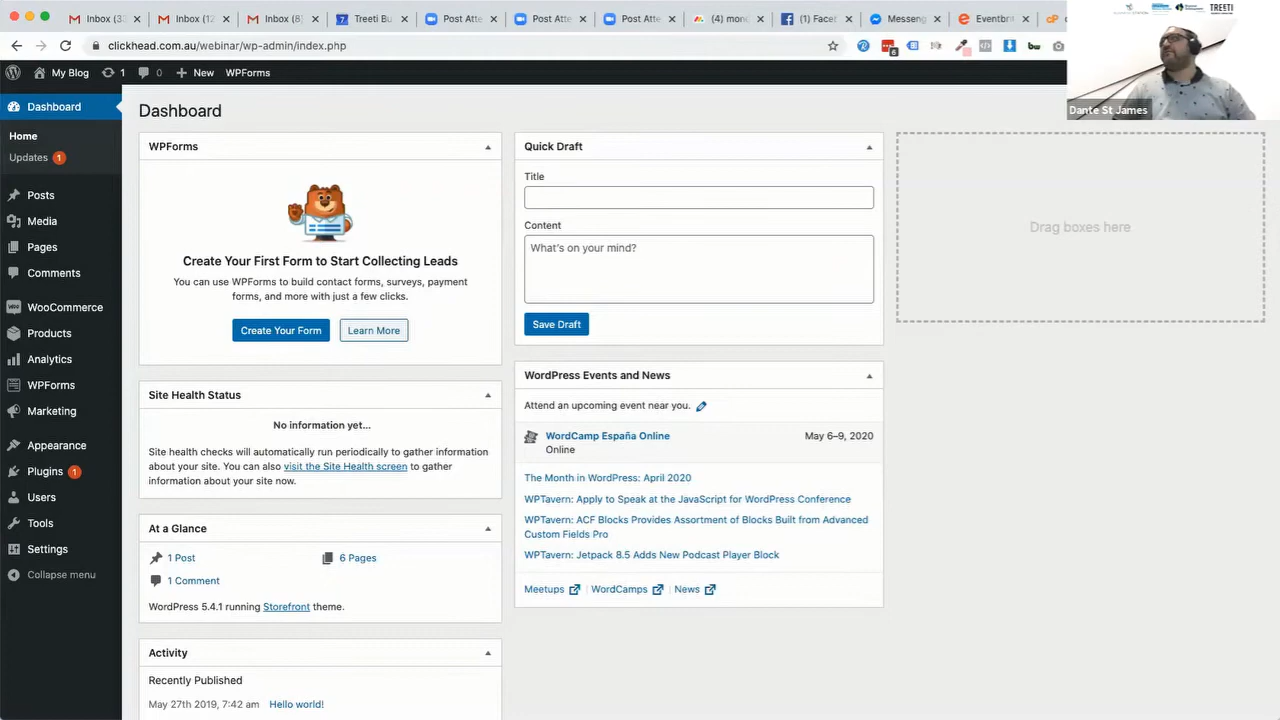 Inbox (3
Inbox (12
Inbox (
Treeti Bu
Post Atte
Post Atte
Post Atte
(4) mon
(1) Face
Messeng
Eventbri
clickhead.com.au/webinar/wp-admin/index.php
6
TREETI
My Blog
1
0
New
WPForms
Dante St James
Dashboard
Home
Updates 1
Posts
Media
Pages
Comments
WooCommerce
Products
Analytics
WPForms
Marketing
Appearance
Plugins 1
Users
Tools
Settings
Collapse menu
Dashboard
WPForms
Create Your First Form to Start Collecting Leads
You can use WPForms to build contact forms, surveys, payment
forms, and more with just a few clicks.
Create Your Form
Learn More
Site Health Status
No information yet...
Site health checks will automatically run periodically to gather information
about your site. You can also visit the Site Health screen to gather
information about your site now.
At a Glance
1 Post
6 Pages
1 Comment
WordPress 5.4.1 running Storefront theme.
Activity
Recently Published
May 27th 2019, 7:42 am Hello world!
Quick Draft
Title
Content
What's on your mind?
Save Draft
WordPress Events and News
Attend an upcoming event near you.
WordCamp España Online
May 6–9, 2020
Online
The Month in WordPress: April 2020
WPTavern: Apply to Speak at the JavaScript for WordPress Conference
WPTavern: ACF Blocks Provides Assortment of Blocks Built from Advanced
Custom Fields Pro
WPTavern: Jetpack 8.5 Adds New Podcast Player Block
Meetups | WordCamps | News
Drag boxes here